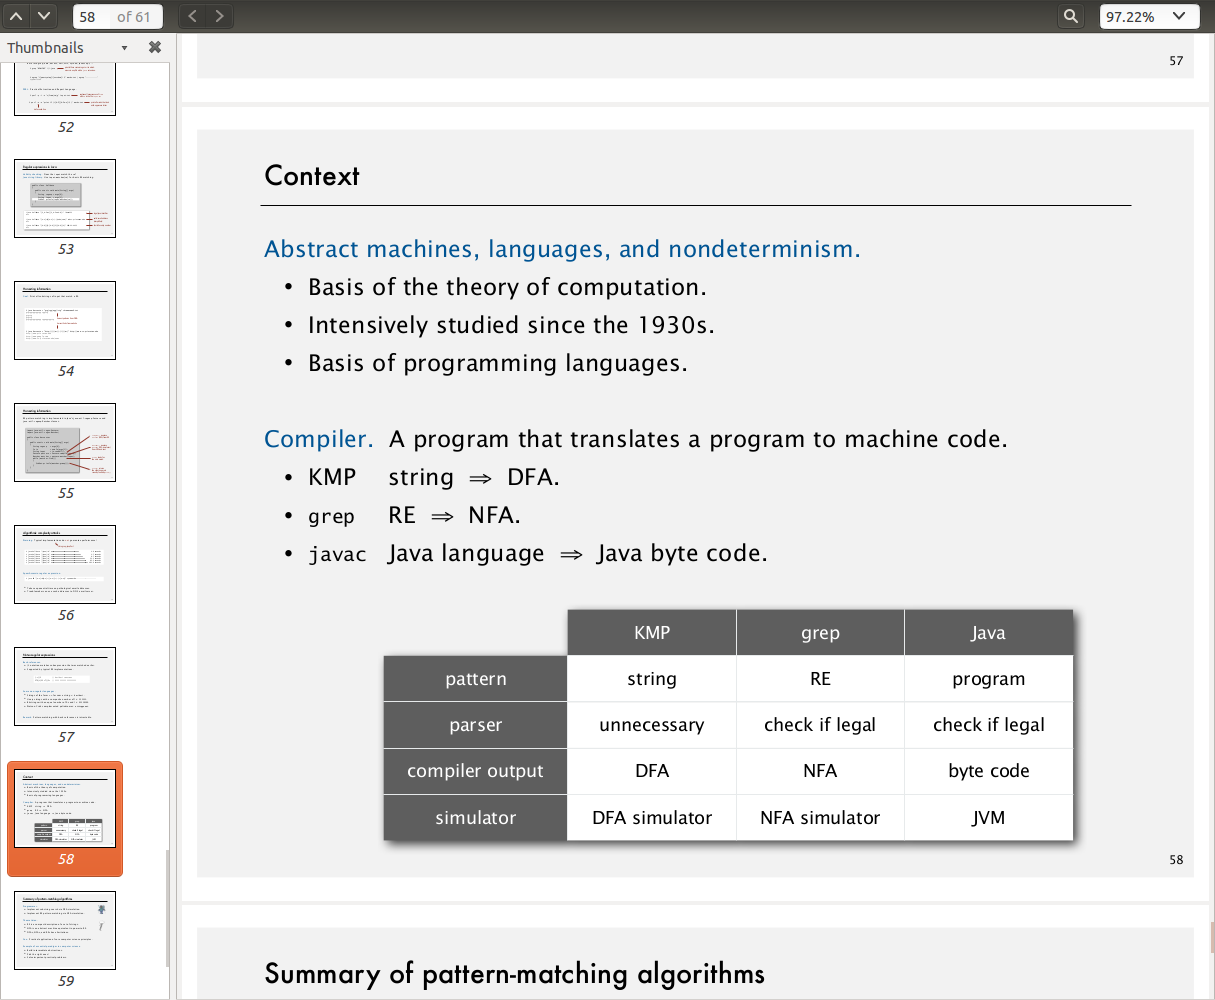 58 of 61
97.22%
Thumbnails
52
53
54
55
56
57
58
59
57
Context
Abstract machines, languages, and nondeterminism.
• Basis of the theory of computation.
• Intensively studied since the 1930s.
• Basis of programming languages.
Compiler. A program that translates a program to machine code.
• KMP string ⇒ DFA.
• grep RE ⇒ NFA.
• javac Java language ⇒ Java byte code.
KMP grep Java
pattern string RE program
parser unnecessary check if legal check if legal
compiler output DFA NFA byte code
simulator DFA simulator NFA simulator JVM
58
Summary of pattern-matching algorithms